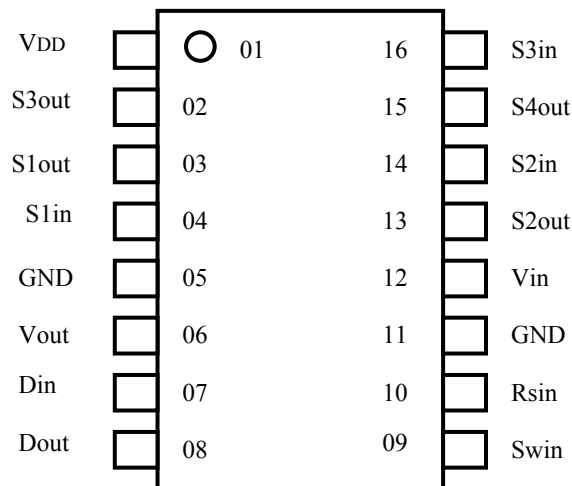 VDD 01 16 S3in
S3out 02 15 S4out
S1out 03 14 S2in
S1in 04 13 S2out
GND 05 12 Vin
Vout 06 11 GND
Din 07 10 Rsin
Dout 08 09 Swin